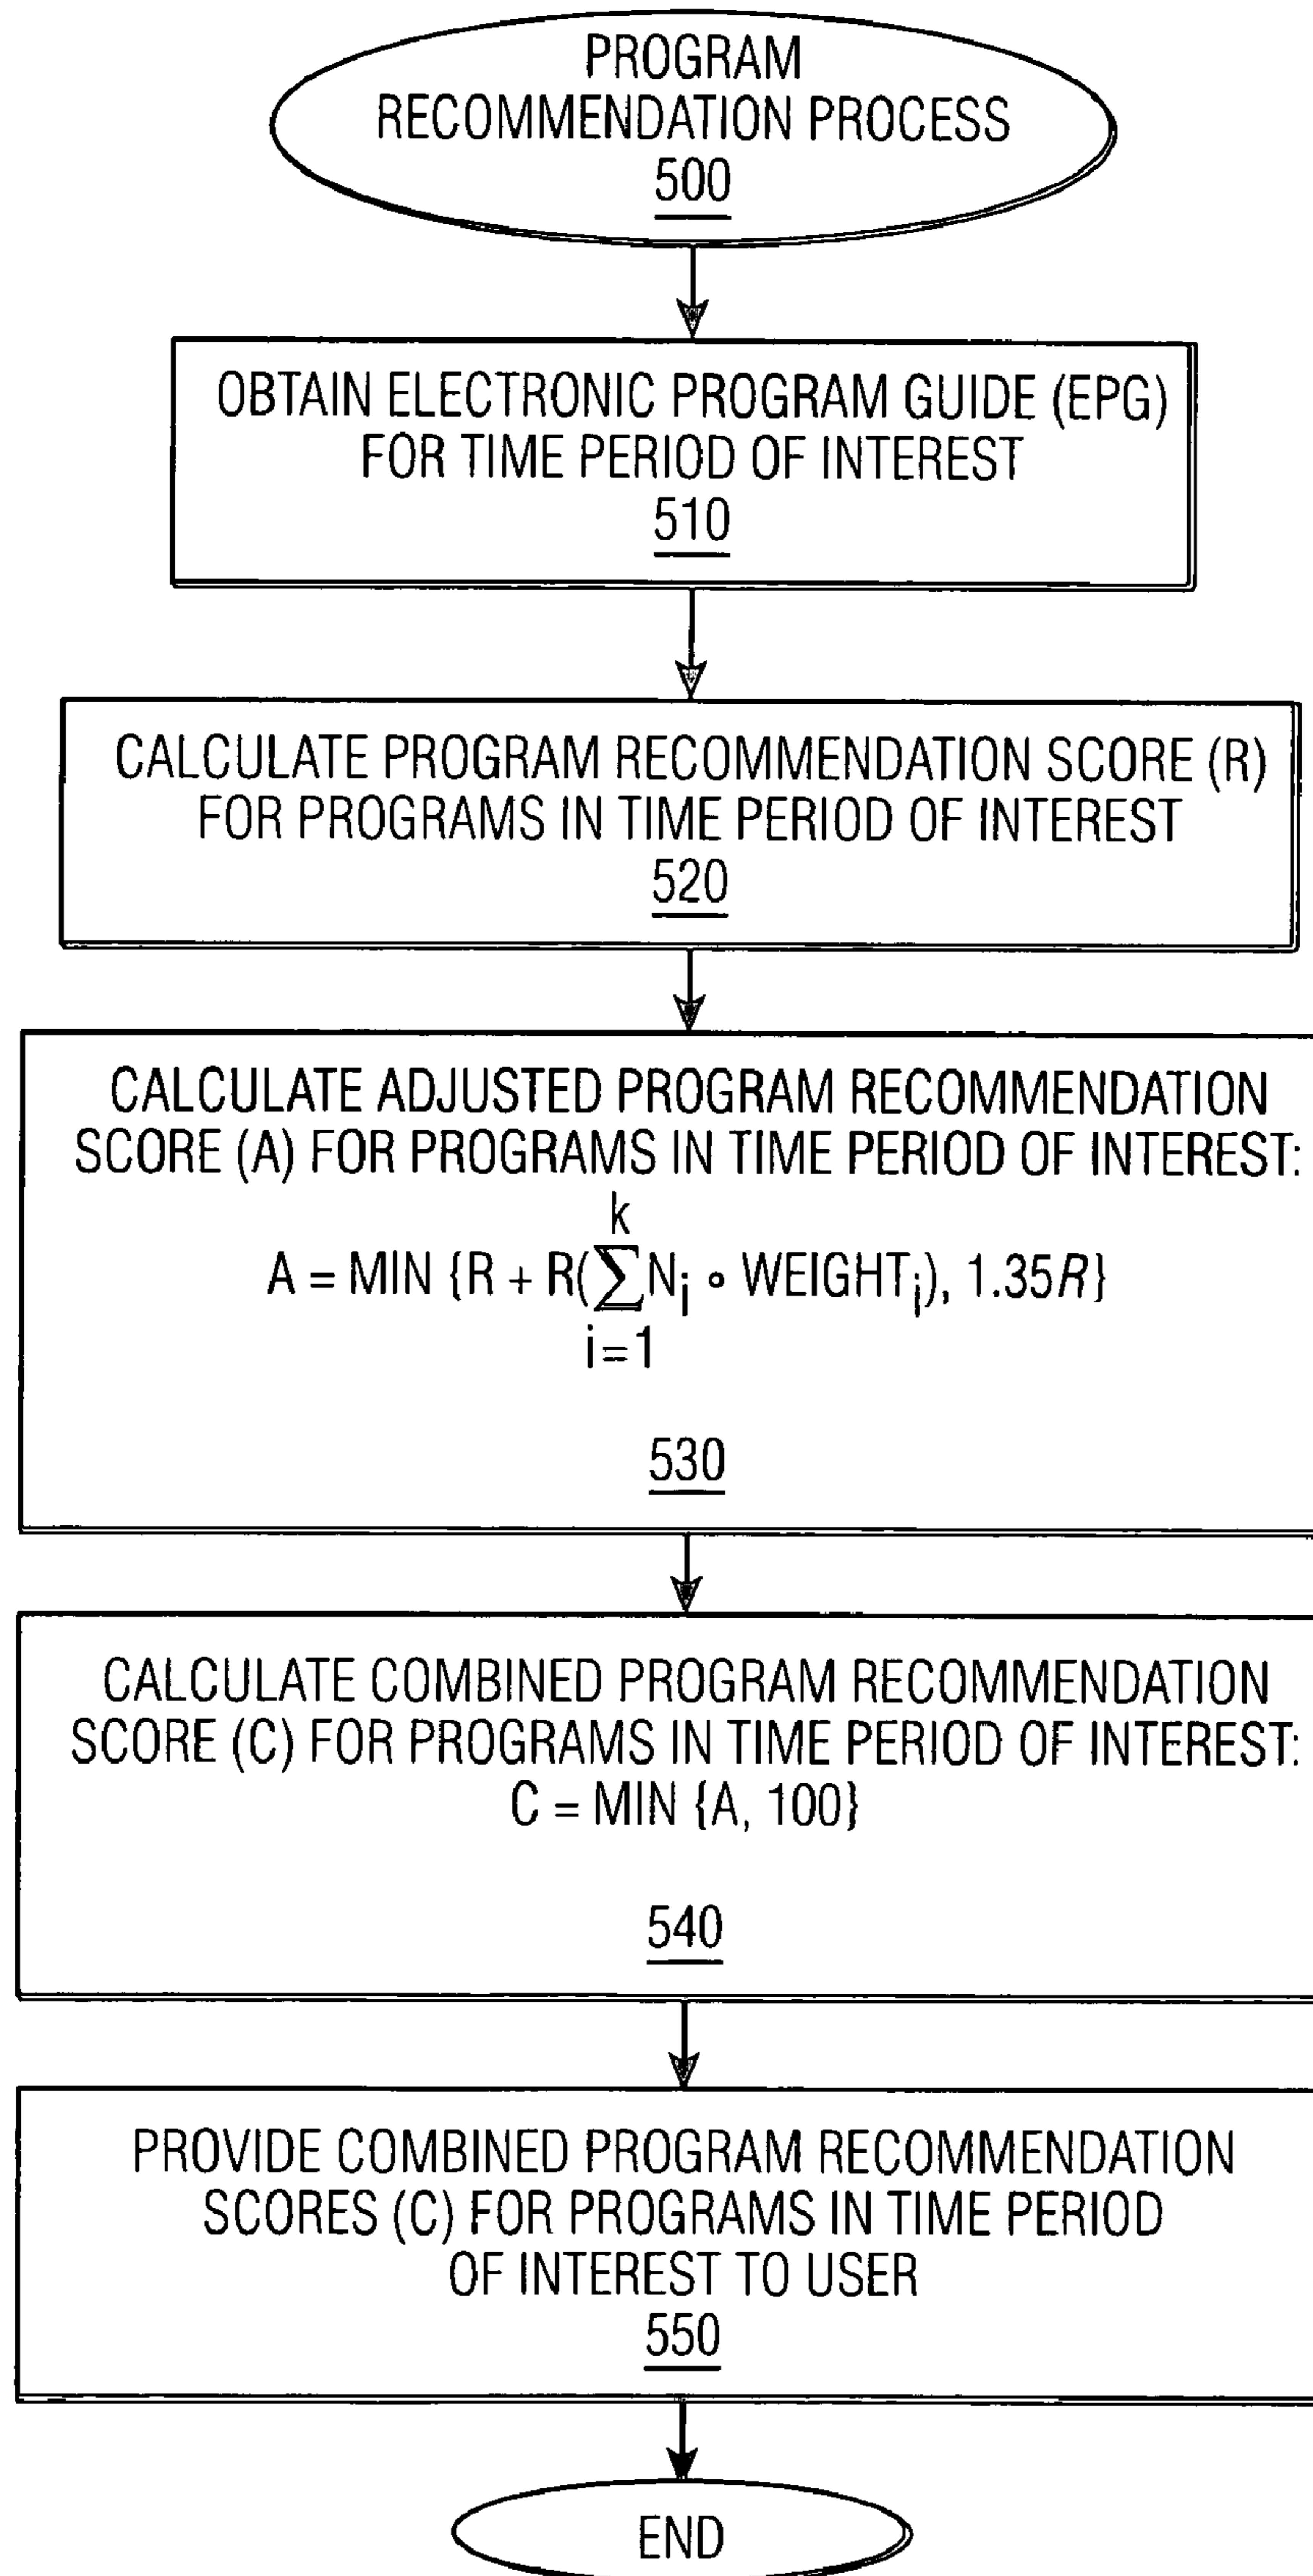 PROGRAM
RECOMMENDATION PROCESS
500
OBTAIN ELECTRONIC PROGRAM GUIDE (EPG)
FOR TIME PERIOD OF INTEREST
510
CALCULATE PROGRAM RECOMMENDATION SCORE (R)
FOR PROGRAMS IN TIME PERIOD OF INTEREST
520
CALCULATE ADJUSTED PROGRAM RECOMMENDATION
SCORE (A) FOR PROGRAMS IN TIME PERIOD OF INTEREST:
k
A = MIN {R + R(∑Nᵢ ∘ WEIGHTᵢ), 1.35R}
i=1
530
CALCULATE COMBINED PROGRAM RECOMMENDATION
SCORE (C) FOR PROGRAMS IN TIME PERIOD OF INTEREST:
C = MIN {A, 100}
540
PROVIDE COMBINED PROGRAM RECOMMENDATION
SCORES (C) FOR PROGRAMS IN TIME PERIOD
OF INTEREST TO USER
550
END